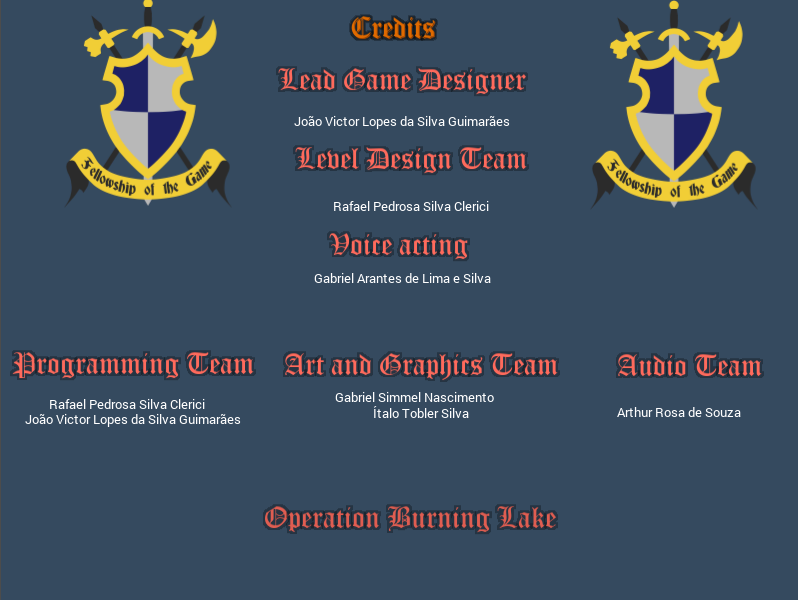 Credits
Fellowship of the Game
Fellowship of the Game
Lead Game Designer
João Victor Lopes da Silva Guimarães
Level Design Team
Rafael Pedrosa Silva Clerici
Voice acting
Gabriel Arantes de Lima e Silva
Programming Team
Rafael Pedrosa Silva Clerici
João Victor Lopes da Silva Guimarães
Art and Graphics Team
Gabriel Simmel Nascimento
Ítalo Tobler Silva
Audio Team
Arthur Rosa de Souza
Operation Burning Lake